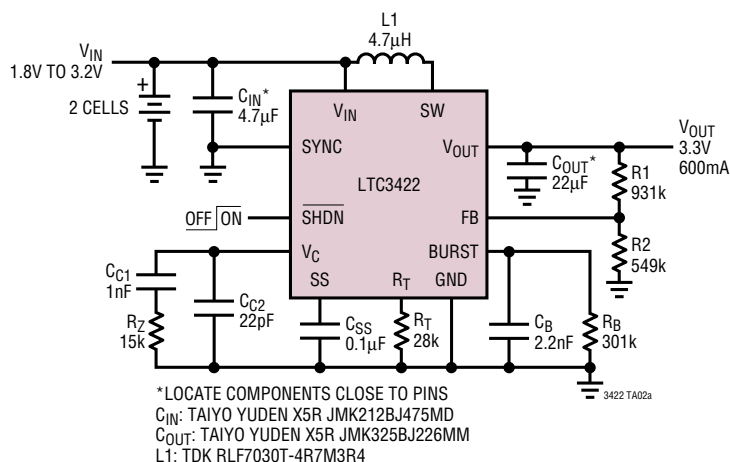 L1
4.7µH
VIN
1.8V TO 3.2V
+
2 CELLS
CIN*
4.7µF
VIN
SW
SYNC
VOUT
LTC3422
COUT*
22µF
VOUT
3.3V
600mA
R1
931k
OFF ON
SHDN
FB
R2
549k
VC
BURST
SS
RT
GND
CC1
1nF
RZ
15k
CC2
22pF
CSS
0.1µF
RT
28k
CB
2.2nF
RB
301k
3422 TA02a
*LOCATE COMPONENTS CLOSE TO PINS
CIN: TAIYO YUDEN X5R JMK212BJ475MD
COUT: TAIYO YUDEN X5R JMK325BJ226MM
L1: TDK RLF7030T-4R7M3R4